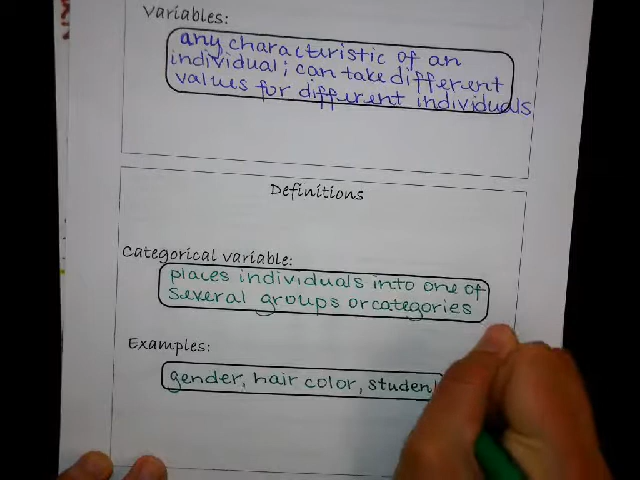 Variables:
any characteristic of an
individual; can take different
values for different individuals
Definitions
Categorical variable:
places individuals into one of
several groups or categories
Examples:
gender, hair color, studen